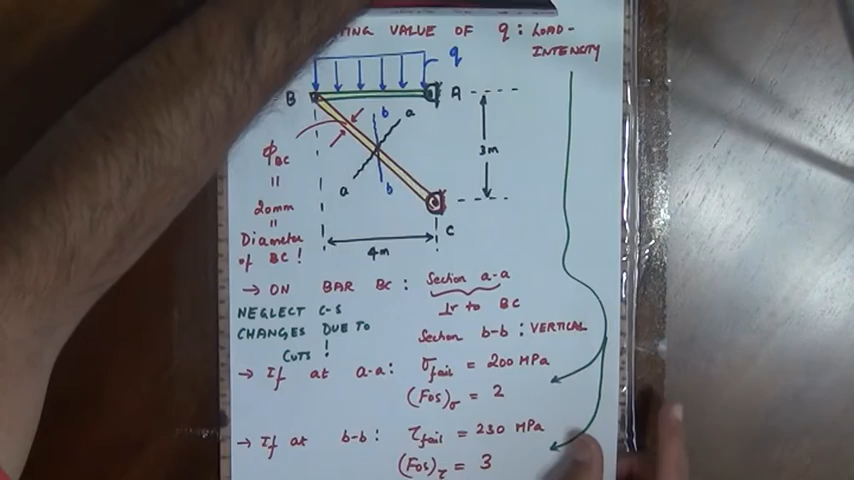 TING VALUE OF q : LOAD-
INTENSITY
q
B
A
b
a
ϕBC
=
20mm
=
Diameter
of BC !
a
b
3m
C
4m
→ ON BAR BC : Section a-a
⊥r to BC
NEGLECT C-S
CHANGES DUE TO
CUTS !
Section b-b : VERTICAL
→ If at a-a : σfail = 200 MPa
(FOS)σ = 2
→ If at b-b : τfail = 230 MPa
(FOS)τ = 3